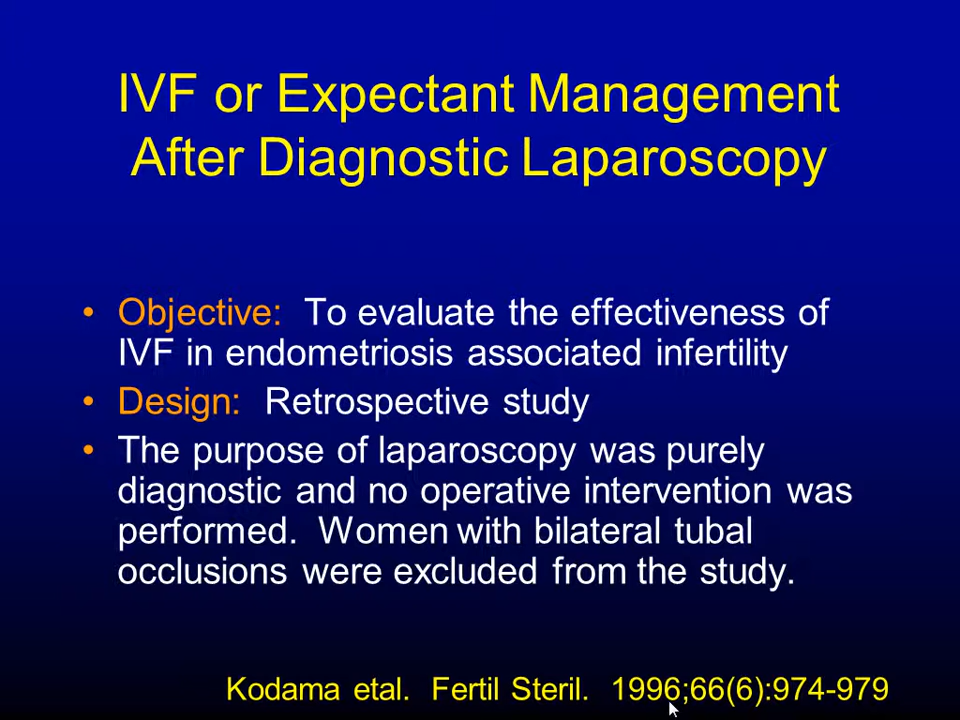 IVF or Expectant Management
After Diagnostic Laparoscopy
• Objective: To evaluate the effectiveness of
IVF in endometriosis associated infertility
• Design: Retrospective study
• The purpose of laparoscopy was purely
diagnostic and no operative intervention was
performed. Women with bilateral tubal
occlusions were excluded from the study.
Kodama etal. Fertil Steril. 1996;66(6):974-979